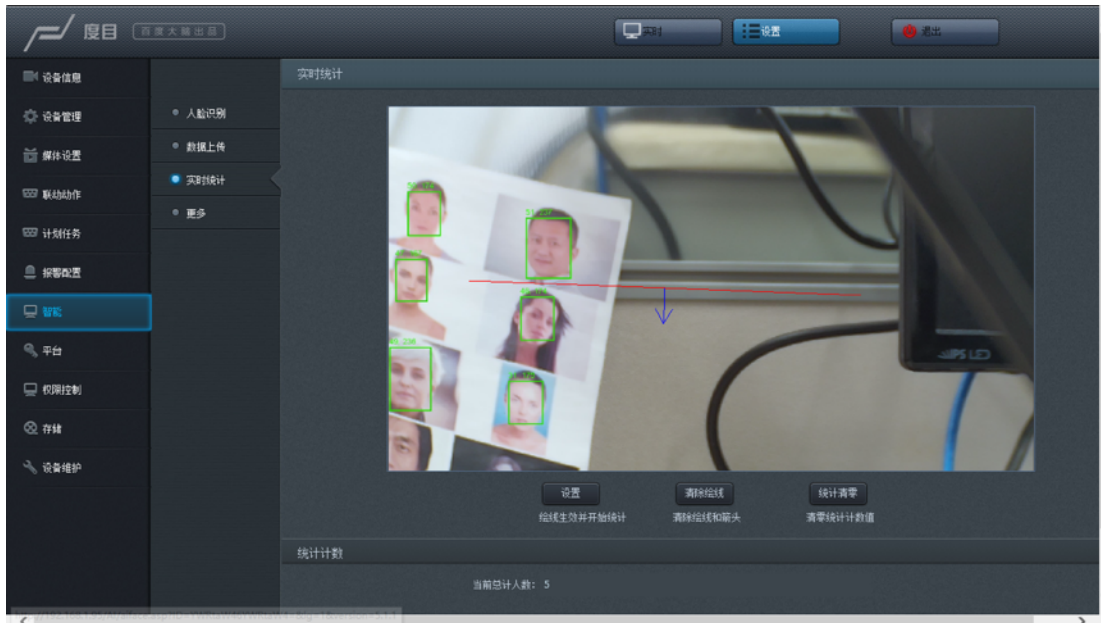 度目 百度大脑出品
实时
设置
退出
设备信息
设备管理
媒体设置
联动动作
计划任务
报警配置
智能
平台
权限控制
存储
设备维护
人脸识别
数据上传
实时统计
更多
实时统计
设置
清除绘线
统计清零
绘线生效并开始统计
清除绘线和箭头
清零统计计数值
统计计数
当前总计人数: 5